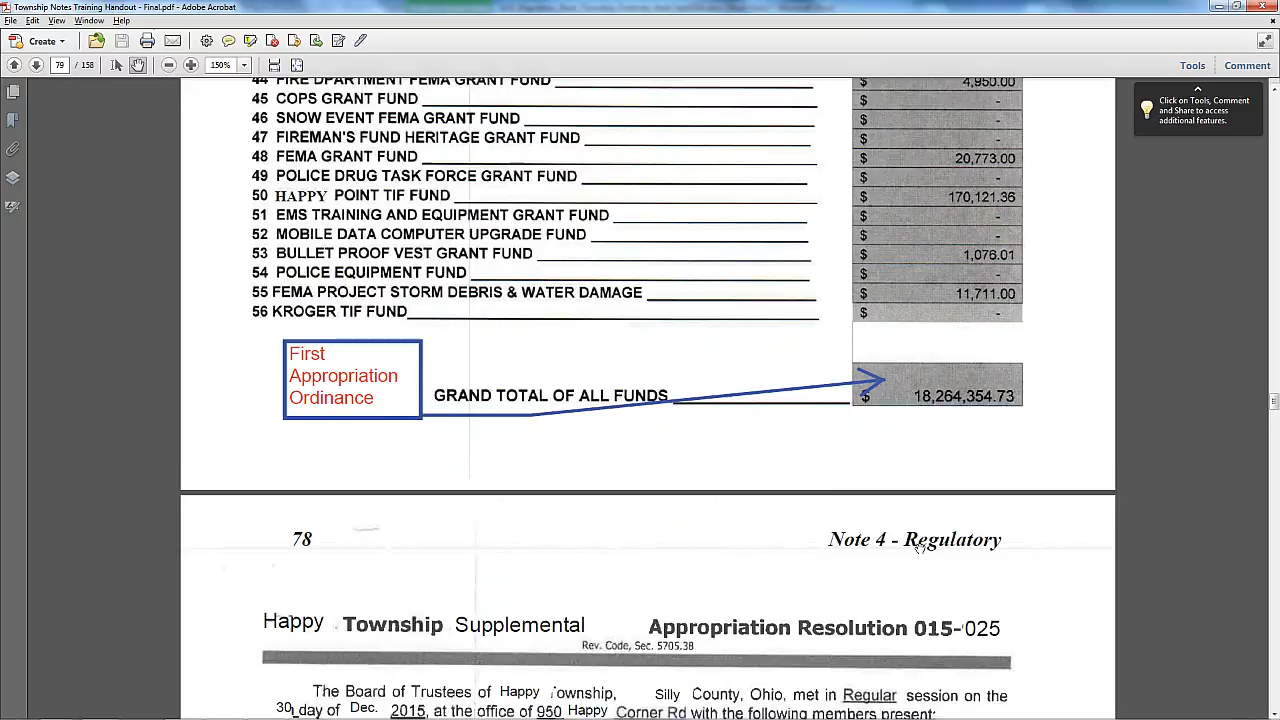 Township Notes Training Handout - Final.pdf - Adobe Acrobat
File Edit View Window Help
Create
79 / 158 150% Tools Comment
Click on Tools, Comment
and Share to access
additional features.
44 FIRE DPARTMENT FEMA GRANT FUND $ 4,950.00
45 COPS GRANT FUND $ -
46 SNOW EVENT FEMA GRANT FUND $ -
47 FIREMAN'S FUND HERITAGE GRANT FUND $ -
48 FEMA GRANT FUND $ 20,773.00
49 POLICE DRUG TASK FORCE GRANT FUND $ -
50 HAPPY POINT TIF FUND $ 170,121.36
51 EMS TRAINING AND EQUIPMENT GRANT FUND $ -
52 MOBILE DATA COMPUTER UPGRADE FUND $ -
53 BULLET PROOF VEST GRANT FUND $ 1,076.01
54 POLICE EQUIPMENT FUND $ -
55 FEMA PROJECT STORM DEBRIS & WATER DAMAGE $ 11,711.00
56 KROGER TIF FUND $ -
First
Appropriation
Ordinance
GRAND TOTAL OF ALL FUNDS $ 18,264,354.73
78 Note 4 - Regulatory
Happy Township Supplemental Appropriation Resolution 015-025
Rev. Code, Sec. 5705.38
The Board of Trustees of Happy Township, Silly County, Ohio, met in Regular session on the
30 day of Dec. 2015, at the office of 950 Happy Corner Rd with the following members present: